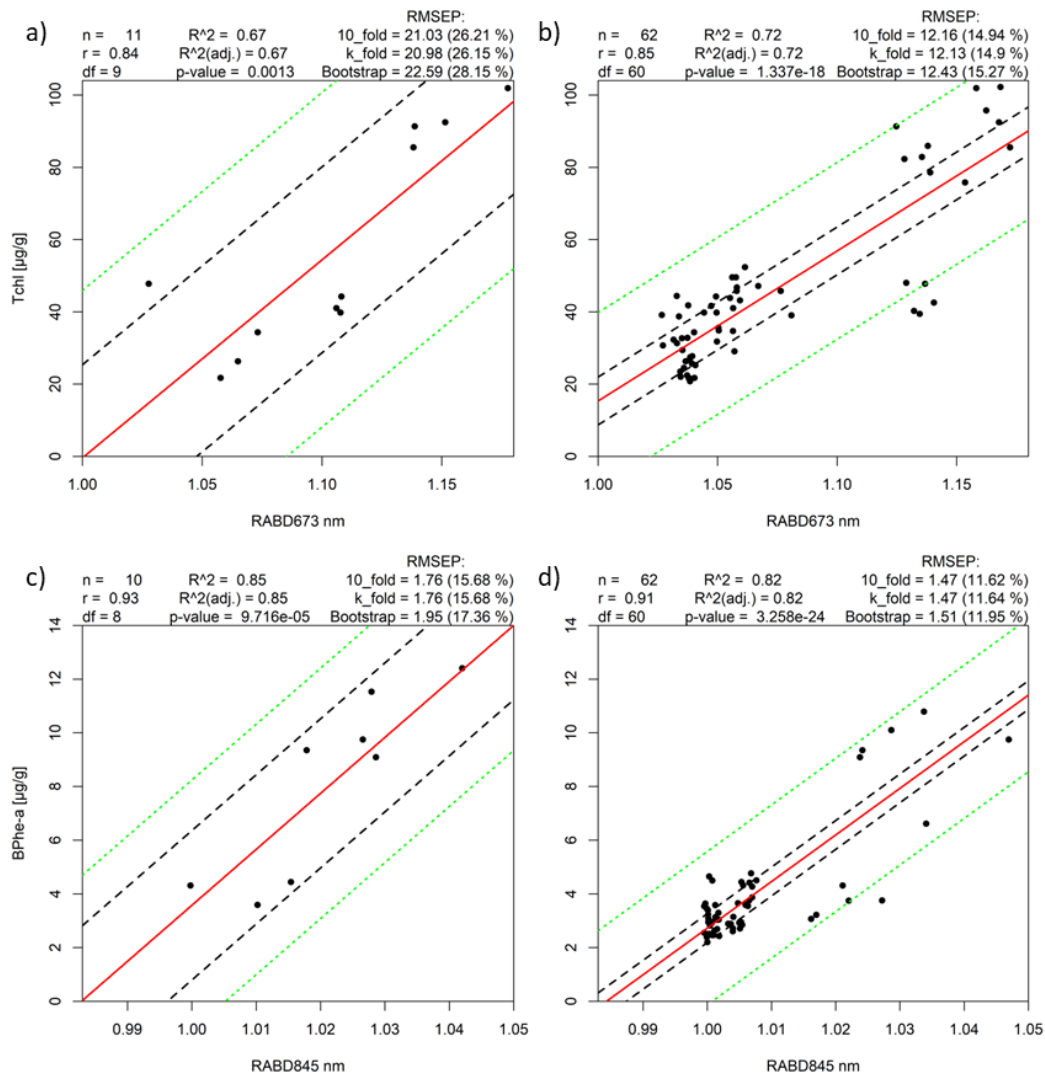 a)
RMSEP:
n = 11 R^2 = 0.67 10_fold = 21.03 (26.21 %)
r = 0.84 R^2(adj.) = 0.67 k_fold = 20.98 (26.15 %)
df = 9 p-value = 0.0013 Bootstrap = 22.59 (28.15 %)
100
80
60
40
20
0
Tchl [µg/g]
1.00 1.05 1.10 1.15
RABD673 nm
b)
RMSEP:
n = 62 R^2 = 0.72 10_fold = 12.16 (14.94 %)
r = 0.85 R^2(adj.) = 0.72 k_fold = 12.13 (14.9 %)
df = 60 p-value = 1.337e-18 Bootstrap = 12.43 (15.27 %)
100
80
60
40
20
0
1.00 1.05 1.10 1.15
RABD673 nm
c)
RMSEP:
n = 10 R^2 = 0.85 10_fold = 1.76 (15.68 %)
r = 0.93 R^2(adj.) = 0.85 k_fold = 1.76 (15.68 %)
df = 8 p-value = 9.716e-05 Bootstrap = 1.95 (17.36 %)
14
12
10
8
6
4
2
0
BPhe-a [µg/g]
0.99 1.00 1.01 1.02 1.03 1.04 1.05
RABD845 nm
d)
RMSEP:
n = 62 R^2 = 0.82 10_fold = 1.47 (11.62 %)
r = 0.91 R^2(adj.) = 0.82 k_fold = 1.47 (11.64 %)
df = 60 p-value = 3.258e-24 Bootstrap = 1.51 (11.95 %)
14
12
10
8
6
4
2
0
0.99 1.00 1.01 1.02 1.03 1.04 1.05
RABD845 nm